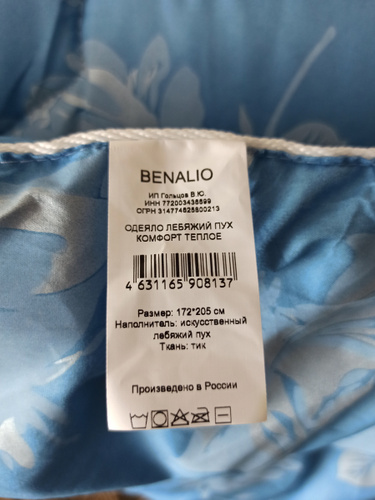 BENALIO
ИП Гольцов В.Ю.
ИНН 772003435599
ОГРН 314774625500213
ОДЕЯЛО ЛЕБЯЖИЙ ПУХ
КОМФОРТ ТЕПЛОЕ
4 631165 908137
Размер: 172*205 см
Наполнитель: искусственный
лебяжий пух
Ткань: тик
Произведено в России